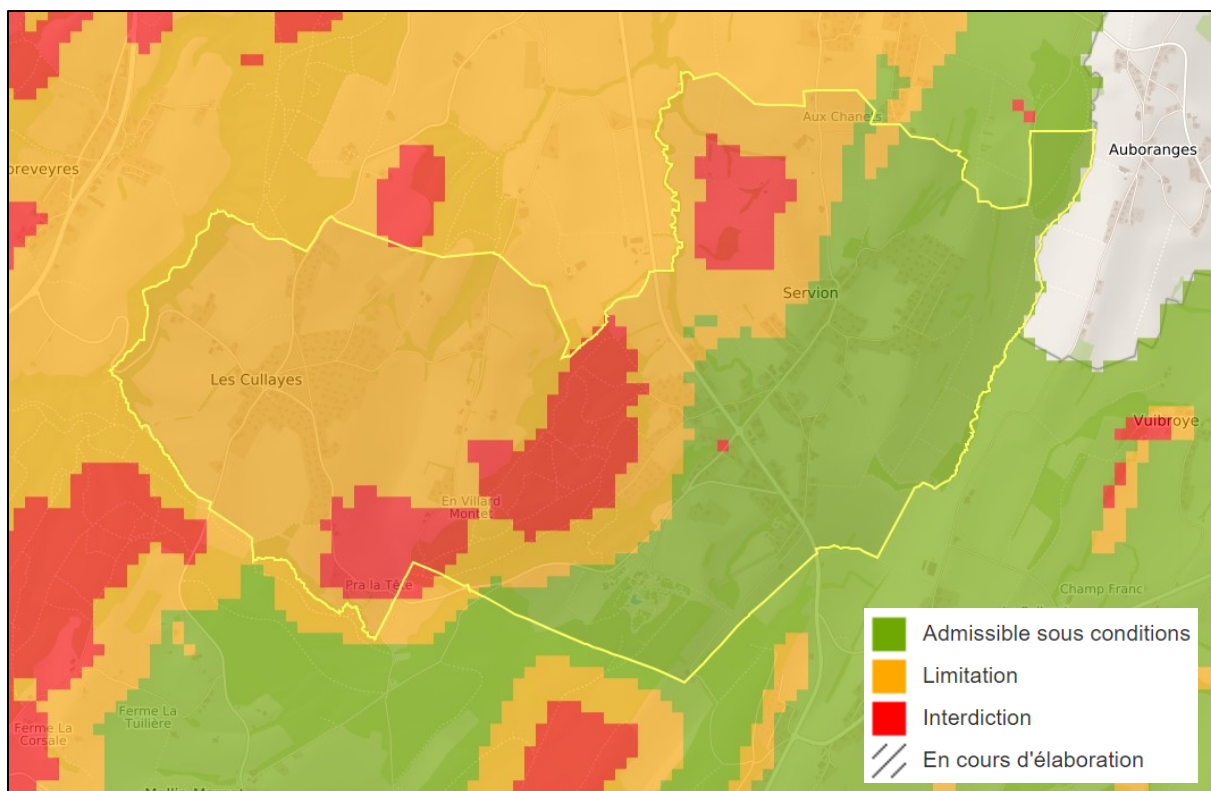 Aux Chanets
Auboranges
Servion
Les Cullayes
Vuibroye
En Villard
Montet
Pra la Tête
Champ Franc
Ferme La
Tuilière
Ferme La
Corsale
Admissible sous conditions
Limitation
Interdiction
En cours d'élaboration